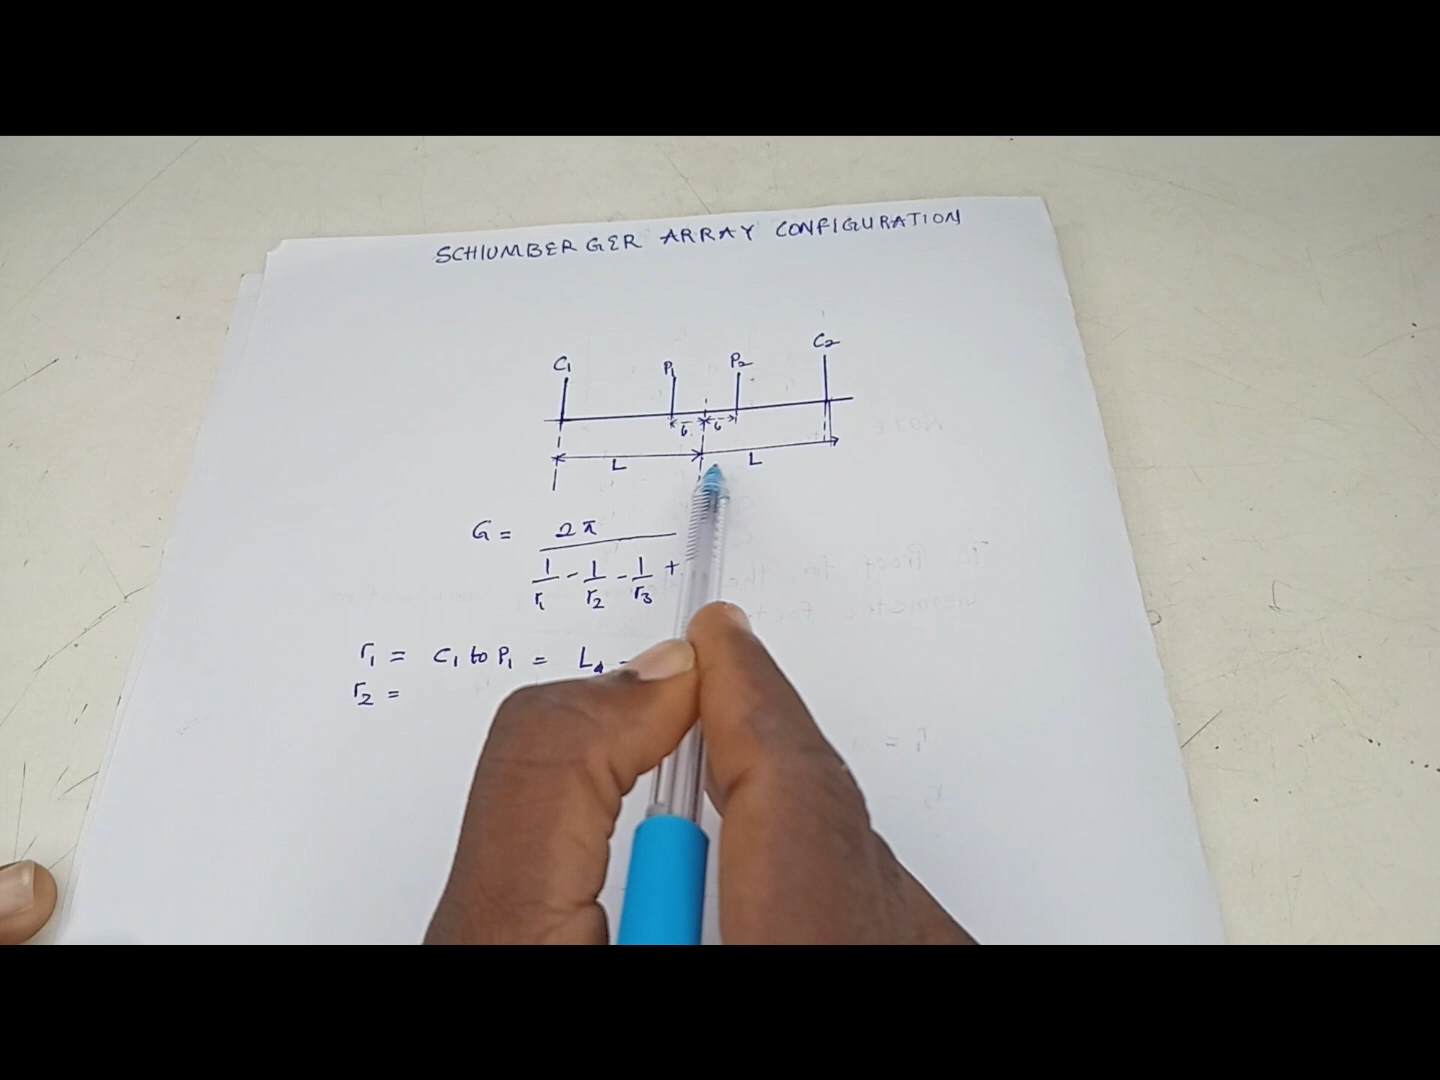 SCHLUMBERGER ARRAY CONFIGURATION
C₁ P₁ P₂ C₂
b b
L L
G = 2π
1/r₁ - 1/r₂ - 1/r₃ +
r₁ = C₁ to P₁ = L -
r₂ =